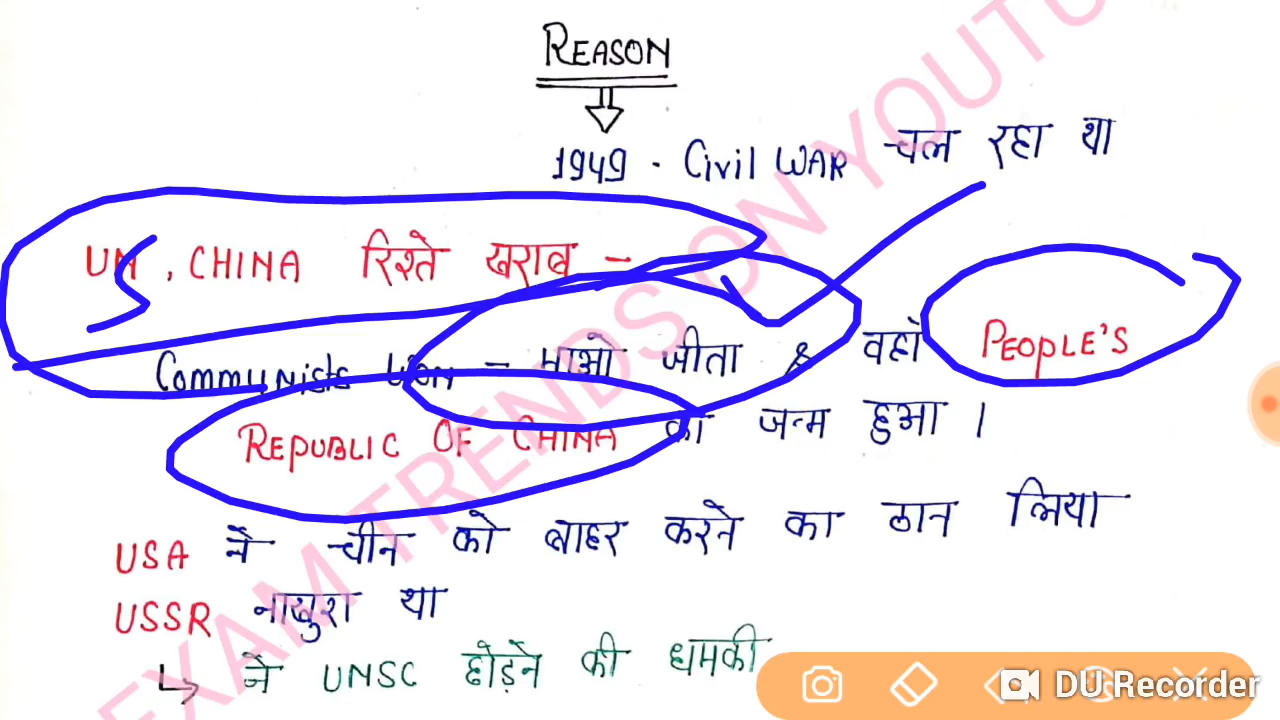 REASON
1949 - Civil WAR चल रहा था
UN, CHINA रिश्ते खराब -
Communists Won - माओ जीता & वहाँ PEOPLE'S
REPUBLIC OF CHINA का जन्म हुआ ।
USA ने चीन को बाहर करने का ठान लिया
USSR नाखुश था
↳ ने UNSC छोड़ने की धमकी
EXAM TRENDS ON YOUTU
DU Recorder